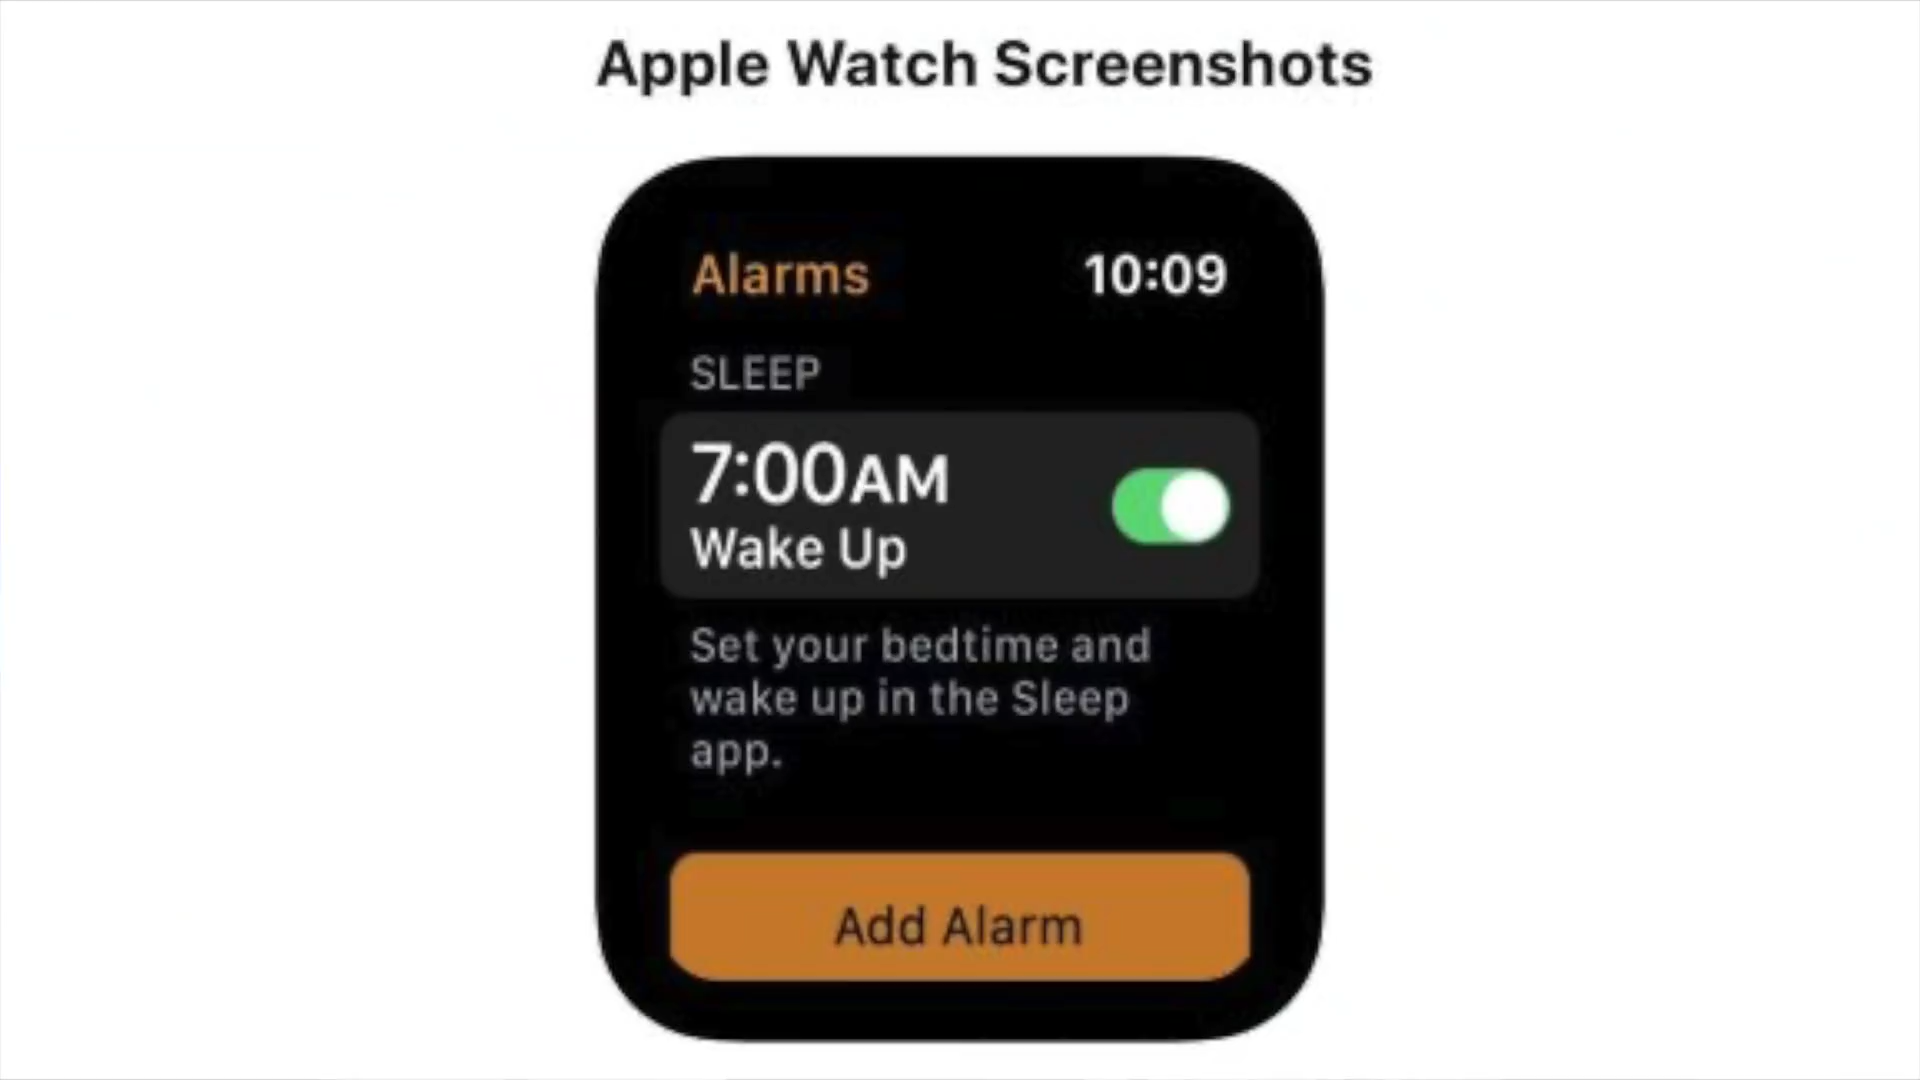 Apple Watch Screenshots
Alarms 10:09
SLEEP
7:00AM
Wake Up
Set your bedtime and
wake up in the Sleep
app.
Add Alarm